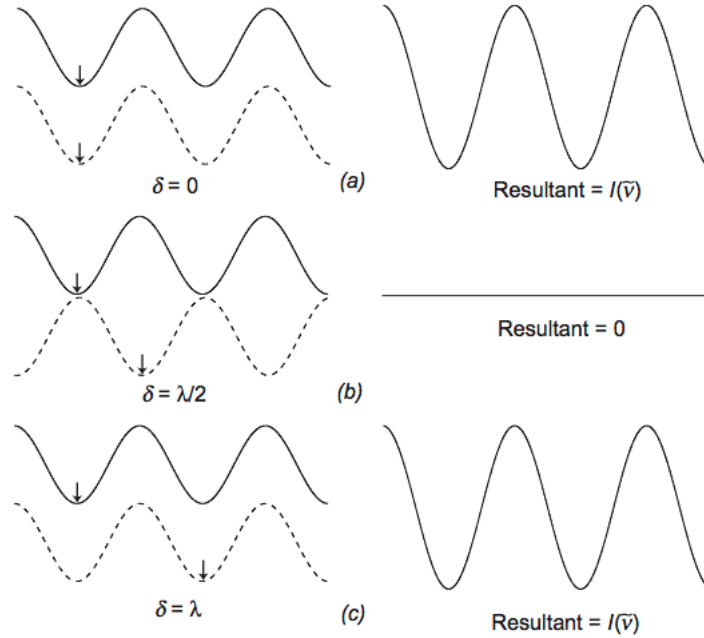 δ = 0
(a)
Resultant = I(ṽ)
δ = λ/2
(b)
Resultant = 0
δ = λ
(c)
Resultant = I(ṽ)